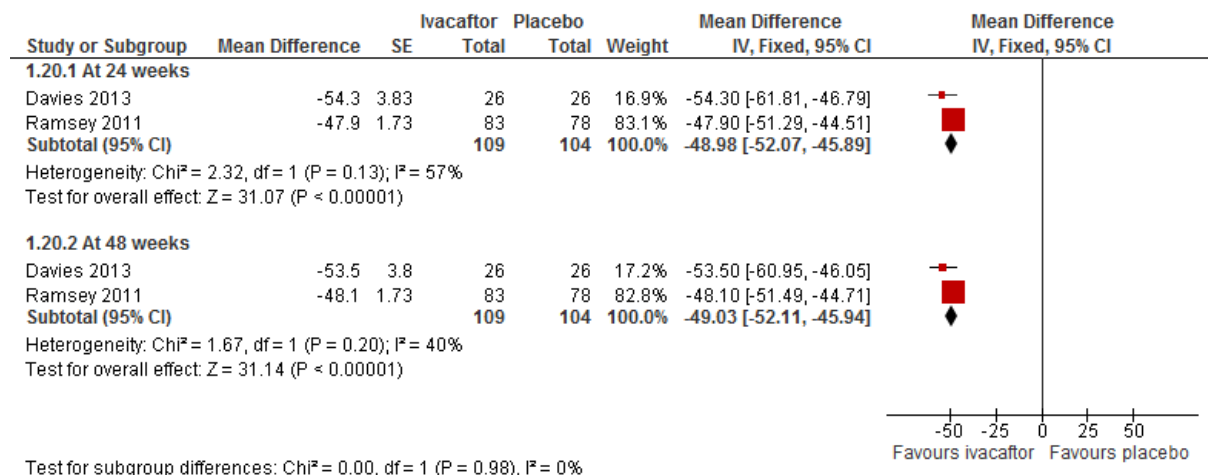 Ivacaftor Placebo Mean Difference Mean Difference
Study or Subgroup Mean Difference SE Total Total Weight IV, Fixed, 95% CI IV, Fixed, 95% CI
1.20.1 At 24 weeks
Davies 2013 -54.3 3.83 26 26 16.9% -54.30 [-61.81, -46.79]
Ramsey 2011 -47.9 1.73 83 78 83.1% -47.90 [-51.29, -44.51]
Subtotal (95% CI) 109 104 100.0% -48.98 [-52.07, -45.89]
Heterogeneity: Chi² = 2.32, df = 1 (P = 0.13); I² = 57%
Test for overall effect: Z = 31.07 (P < 0.00001)
1.20.2 At 48 weeks
Davies 2013 -53.5 3.8 26 26 17.2% -53.50 [-60.95, -46.05]
Ramsey 2011 -48.1 1.73 83 78 82.8% -48.10 [-51.49, -44.71]
Subtotal (95% CI) 109 104 100.0% -49.03 [-52.11, -45.94]
Heterogeneity: Chi² = 1.67, df = 1 (P = 0.20); I² = 40%
Test for overall effect: Z = 31.14 (P < 0.00001)
-50 -25 0 25 50
Favours ivacaftor Favours placebo
Test for subgroup differences: Chi² = 0.00, df = 1 (P = 0.98), I² = 0%